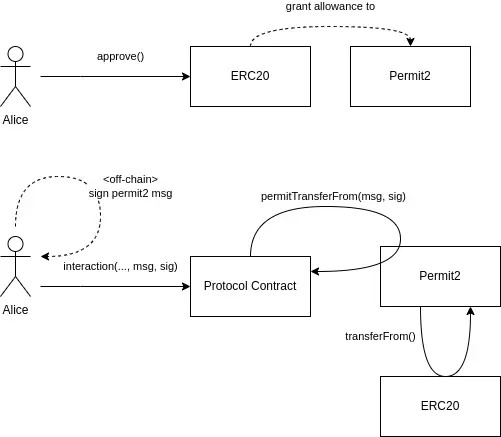 grant allowance to
approve()
ERC20
Permit2
Alice
<off-chain>
sign permit2 msg
permitTransferFrom(msg, sig)
interaction(..., msg, sig)
Protocol Contract
Permit2
Alice
transferFrom()
ERC20